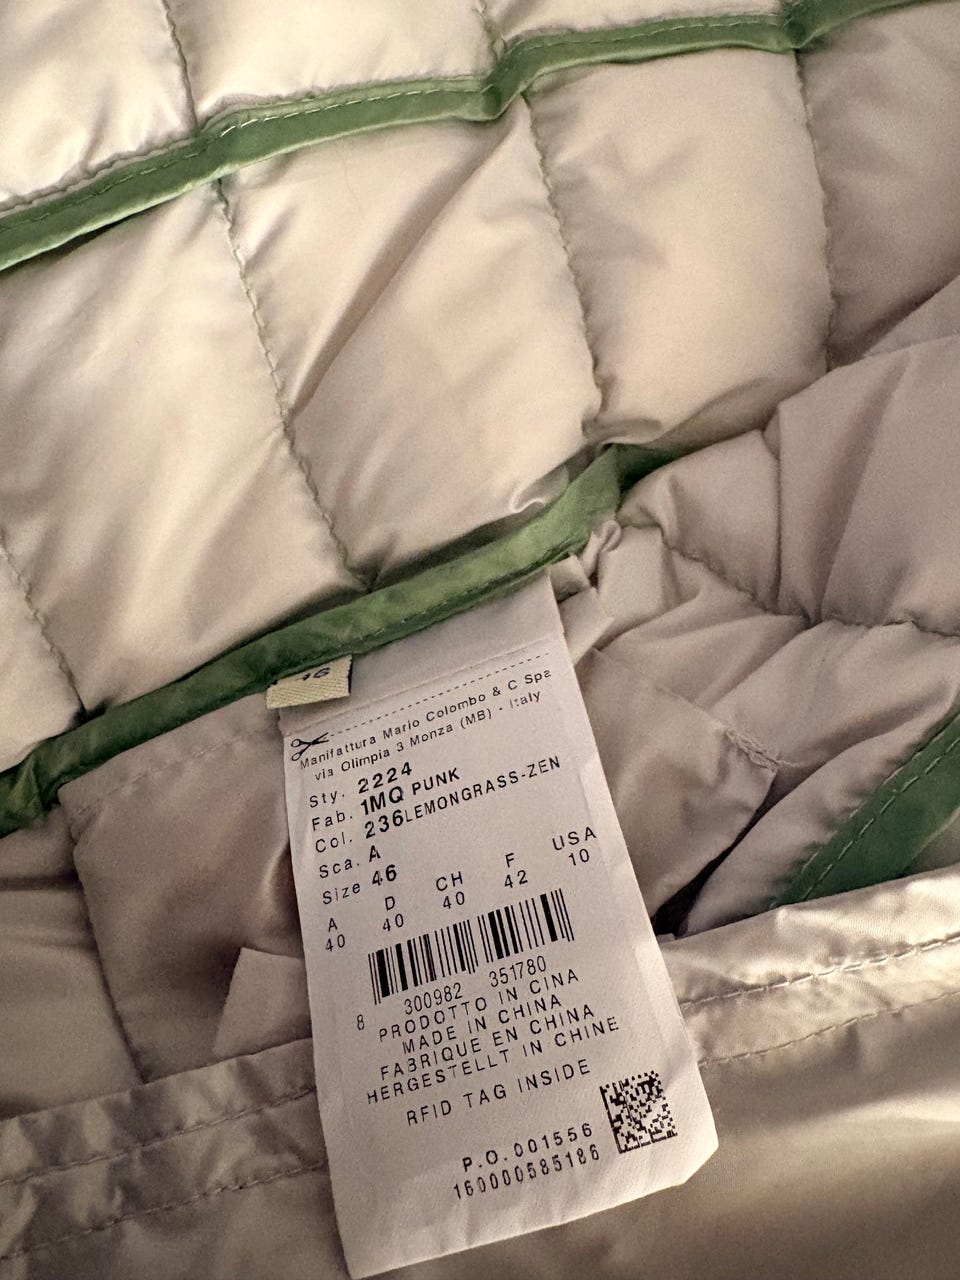 46
Manifattura Mario Colombo & C Spa
via Olimpia 3 Monza (MB) - Italy
Sty. 2224
Fab. 1MQ PUNK
Col. 236LEMONGRASS-ZEN
Sca. A
Size 46
A D CH F USA
40 40 40 42 10
8 300982 351780
PRODOTTO IN CINA
MADE IN CHINA
FABRIQUE EN CHINA
HERGESTELLT IN CHINE
RFID TAG INSIDE
P.O.001556
160000585186